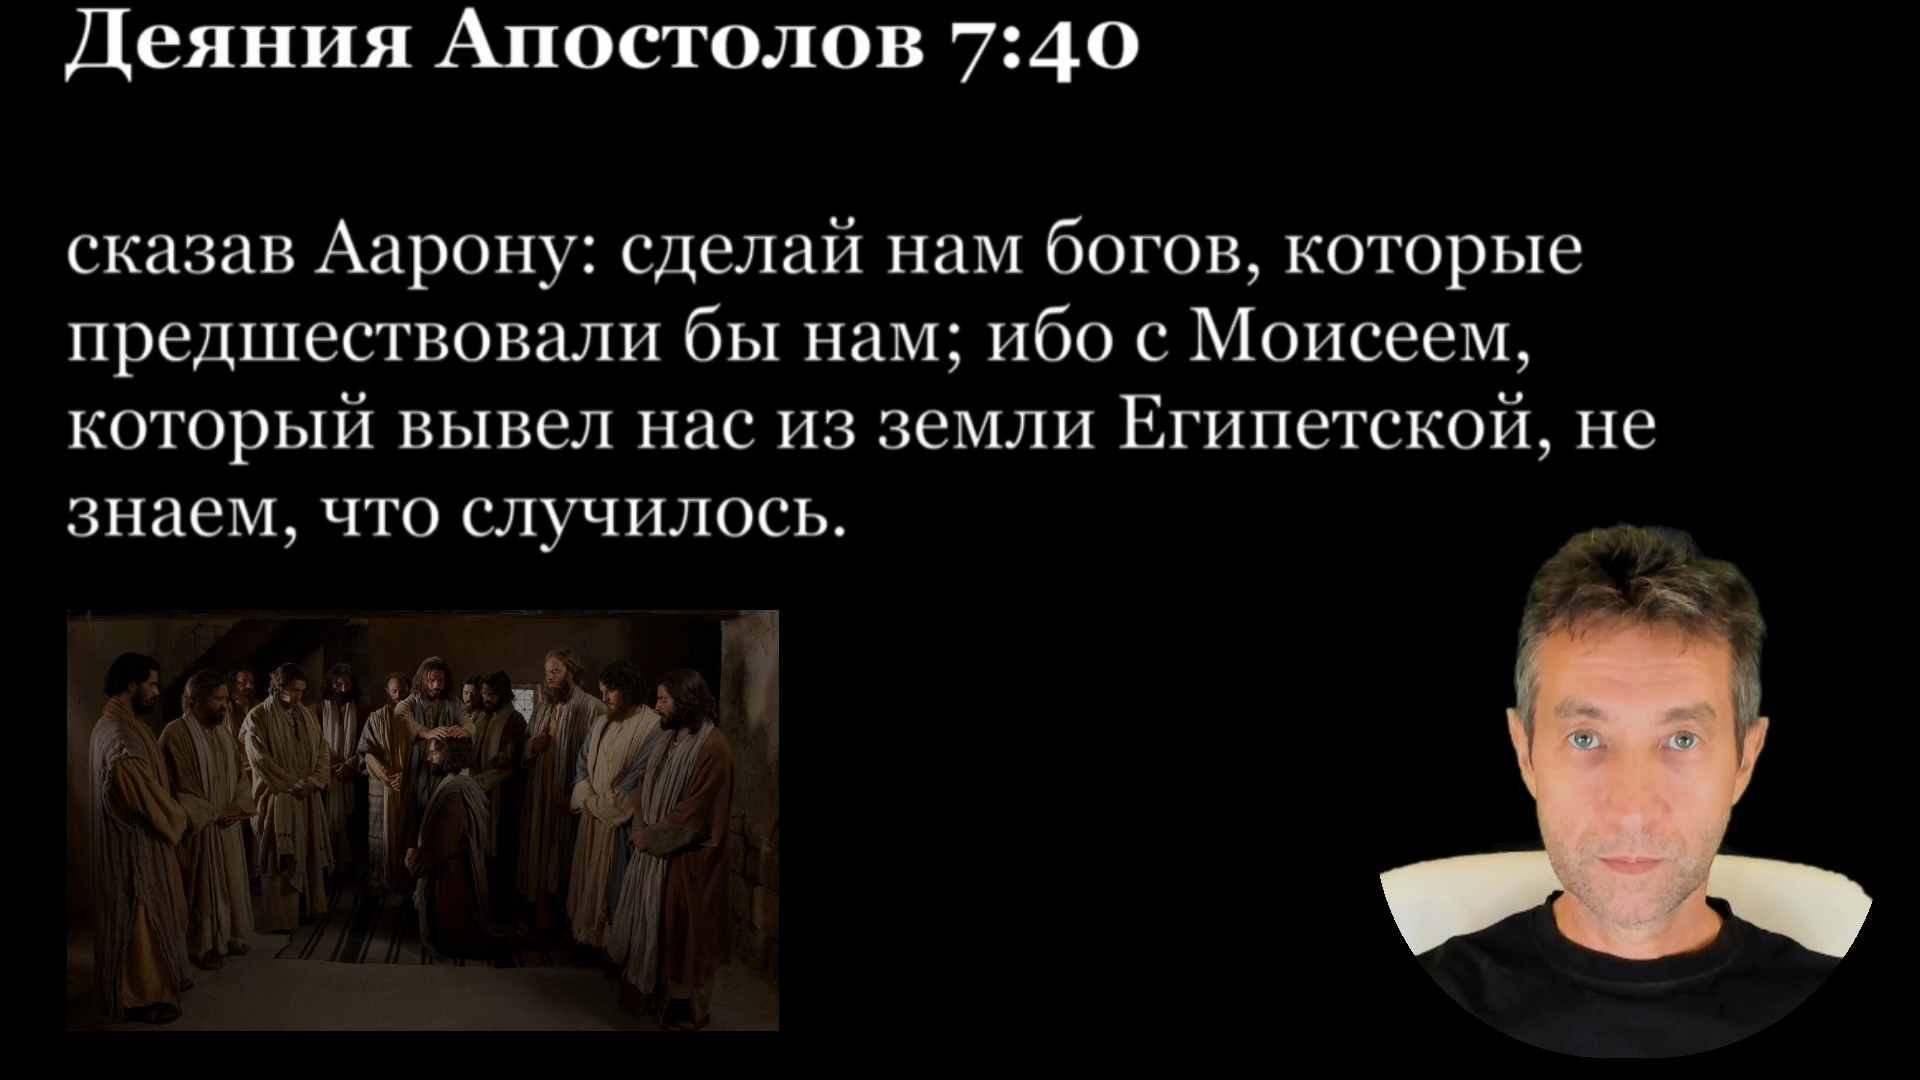 Деяния Апостолов 7:40
сказав Аарону: сделай нам богов, которые
предшествовали бы нам; ибо с Моисеем,
который вывел нас из земли Египетской, не
знаем, что случилось.